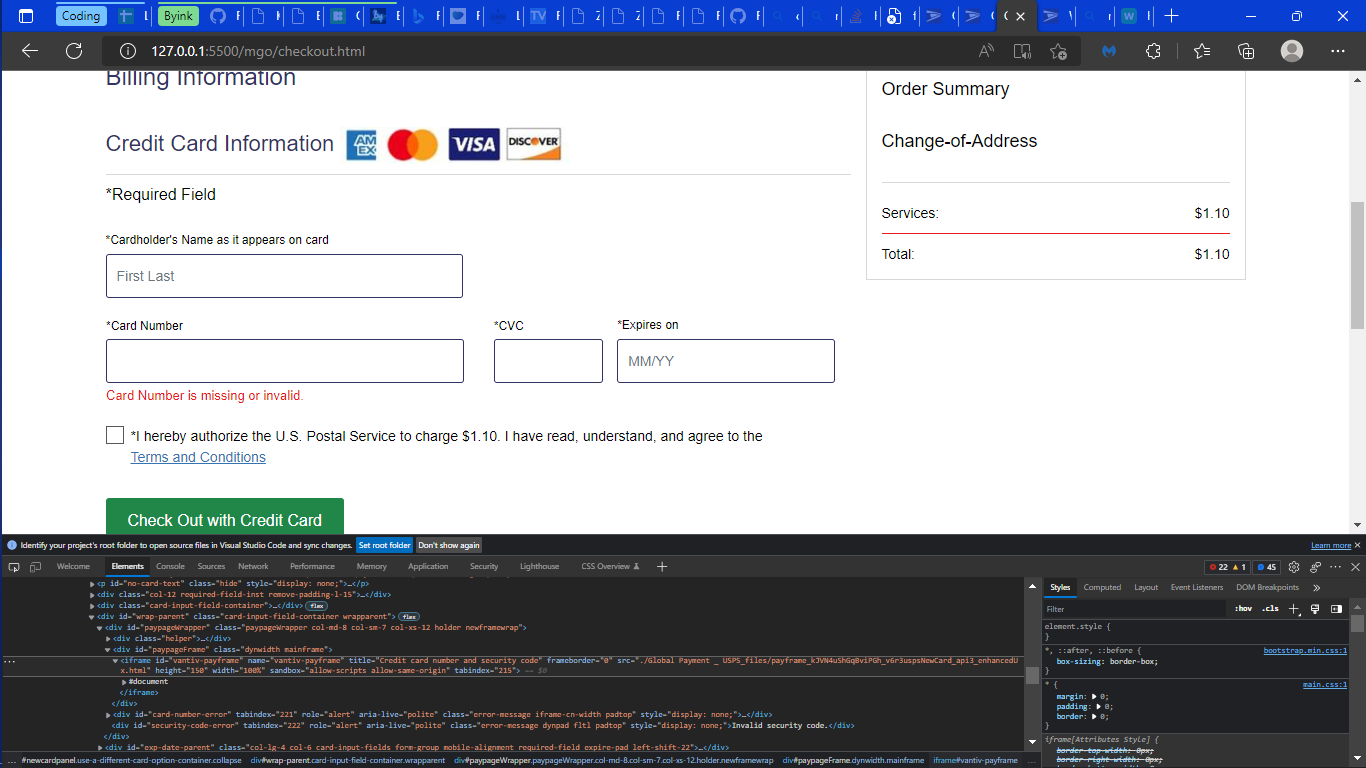 Coding
Byink
127.0.0.1:5500/mgo/checkout.html
Billing Information
Credit Card Information
AM EX
VISA
DISCOVER
*Required Field
*Cardholder's Name as it appears on card
First Last
*Card Number
*CVC
*Expires on
MM/YY
Card Number is missing or invalid.
*I hereby authorize the U.S. Postal Service to charge $1.10. I have read, understand, and agree to the
Terms and Conditions
Check Out with Credit Card
Order Summary
Change-of-Address
Services: $1.10
Total: $1.10
Identify your project's root folder to open source files in Visual Studio Code and sync changes. Set root folder Don't show again Learn more
Welcome Elements Console Sources Network Performance Memory Application Security Lighthouse CSS Overview 22 1 45
<p id="no-card-text" class="hide" style="display: none;">…</p>
<div class="col-12 required-field-inst remove-padding-l-15">…</div>
<div class="card-input-field-container">…</div> flex
<div id="wrap-parent" class="card-input-field-container wrapparent"> flex
<div id="paypageWrapper" class="paypageWrapper col-md-8 col-sm-7 col-xs-12 holder newframewrap">
<div class="helper">…</div>
<div id="paypageFrame" class="dynwidth mainframe">
<iframe id="vantiv-payframe" name="vantiv-payframe" title="Credit card number and security code" frameborder="0" src="./Global Payment _ USPS_files/payframe_kJVN4uShGqBviPGh_v6r3uspsNewCard_api3_enhancedU
x.html" height="150" width="100%" sandbox="allow-scripts allow-same-origin" tabindex="215"> == $0
#document
</iframe>
</div>
<div id="card-number-error" tabindex="221" role="alert" aria-live="polite" class="error-message iframe-cn-width padtop" style="display: none;">…</div>
<div id="security-code-error" tabindex="222" role="alert" aria-live="polite" class="error-message dynpad fltl padtop" style="display: none;">Invalid security code.</div>
</div>
<div id="exp-date-parent" class="col-lg-4 col-6 card-input-fields form-group mobile-alignment required-field expire-pad left-shift-22">…</div>
… #newcardpanel.use-a-different-card-option-container.collapse div#wrap-parent.card-input-field-container.wrapparent div#paypageWrapper.paypageWrapper.col-md-8.col-sm-7.col-xs-12.holder.newframewrap div#paypageFrame.dynwidth.mainframe iframe#vantiv-payframe …
Styles Computed Layout Event Listeners DOM Breakpoints
Filter :hov .cls
element.style {
}
*, ::after, ::before { bootstrap.min.css:1
box-sizing: border-box;
}
* { main.css:1
margin: 0;
padding: 0;
border: 0;
}
iframe[Attributes Style] {
border-top-width: 0px;
border-right-width: 0px;